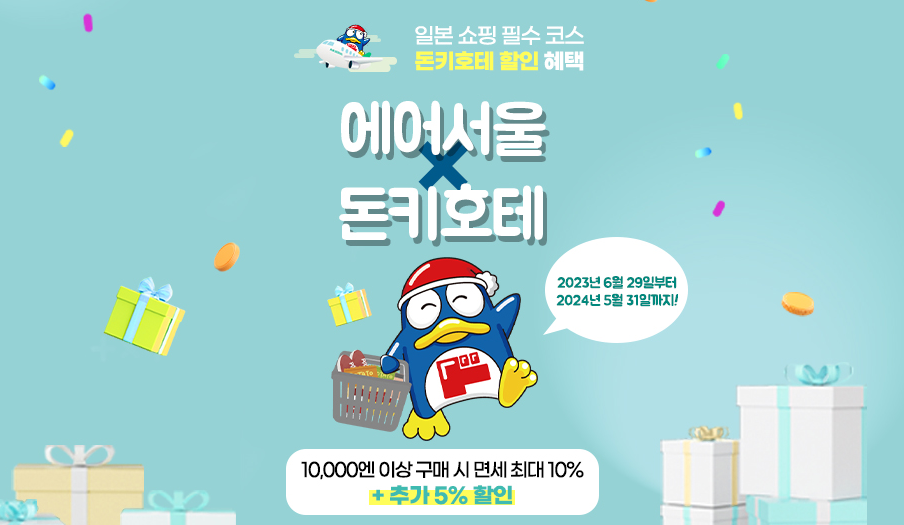 일본 쇼핑 필수 코스
돈키호테 할인 혜택
에어서울
×
돈키호테
2023년 6월 29일부터
2024년 5월 31일까지!
10,000엔 이상 구매 시 면세 최대 10%
+ 추가 5% 할인